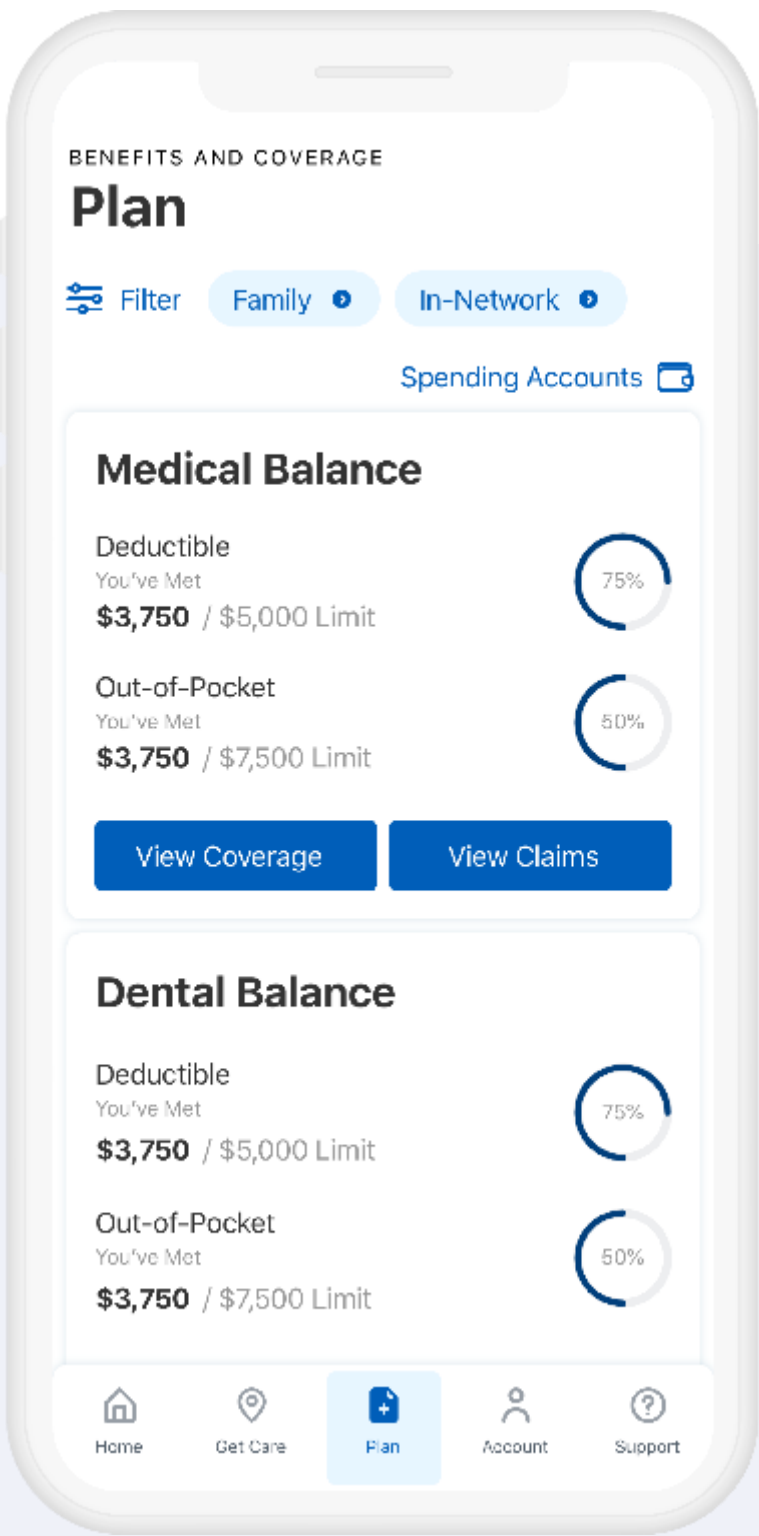 BENEFITS AND COVERAGE
Plan
Filter Family In-Network
Spending Accounts
Medical Balance
Deductible
You've Met
$3,750 / $5,000 Limit
75%
Out-of-Pocket
You've Met
$3,750 / $7,500 Limit
50%
View Coverage View Claims
Dental Balance
Deductible
You've Met
$3,750 / $5,000 Limit
75%
Out-of-Pocket
You've Met
$3,750 / $7,500 Limit
50%
Home Get Care Plan Account Support